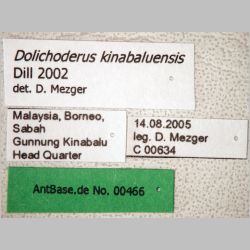 Dolichoderus kinabaluensis
Dill 2002
det. D. Mezger
Malaysia, Borneo,
Sabah
Gunnung Kinabalu
Head Quarter
14.08.2005
leg. D. Mezger
C 00634
AntBase.de No. 00466